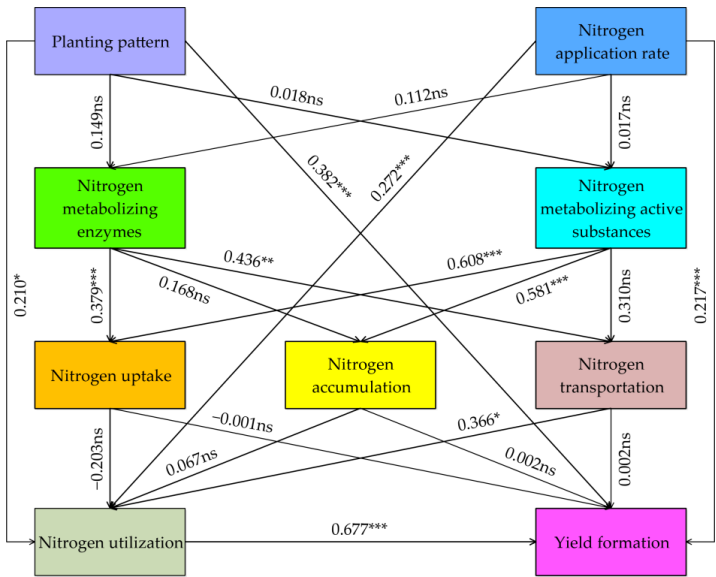 Planting pattern
Nitrogen
application rate
0.018ns
0.112ns
0.149ns
0.017ns
0.382***
0.272***
Nitrogen
metabolizing
enzymes
Nitrogen
metabolizing active
substances
0.436**
0.608***
0.210*
0.379***
0.168ns
0.581***
0.310ns
0.217***
Nitrogen uptake
Nitrogen
accumulation
Nitrogen
transportation
−0.001ns
0.366*
−0.203ns
0.067ns
0.002ns
0.002ns
Nitrogen utilization
0.677***
Yield formation